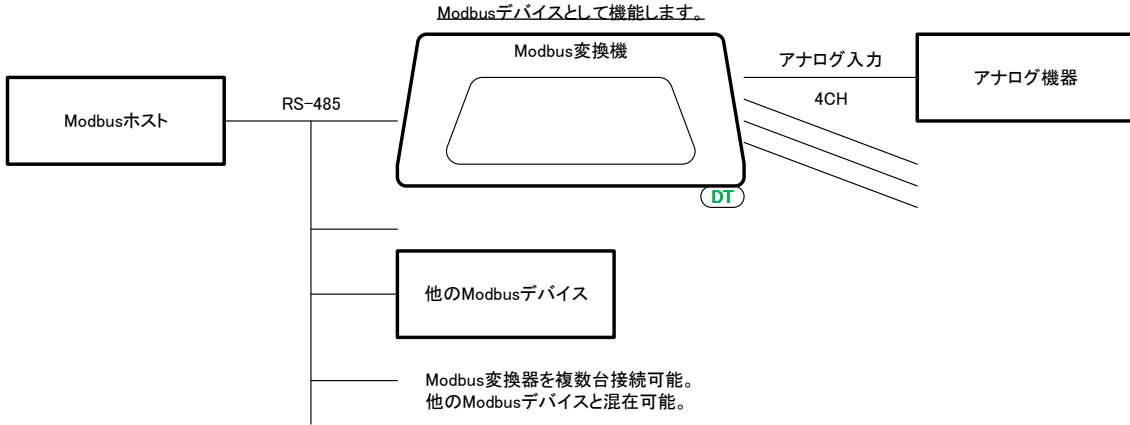 Modbusデバイスとして機能します。
Modbus変換機
アナログ入力
アナログ機器
4CH
RS-485
Modbusホスト
DT
他のModbusデバイス
Modbus変換器を複数台接続可能。
他のModbusデバイスと混在可能。